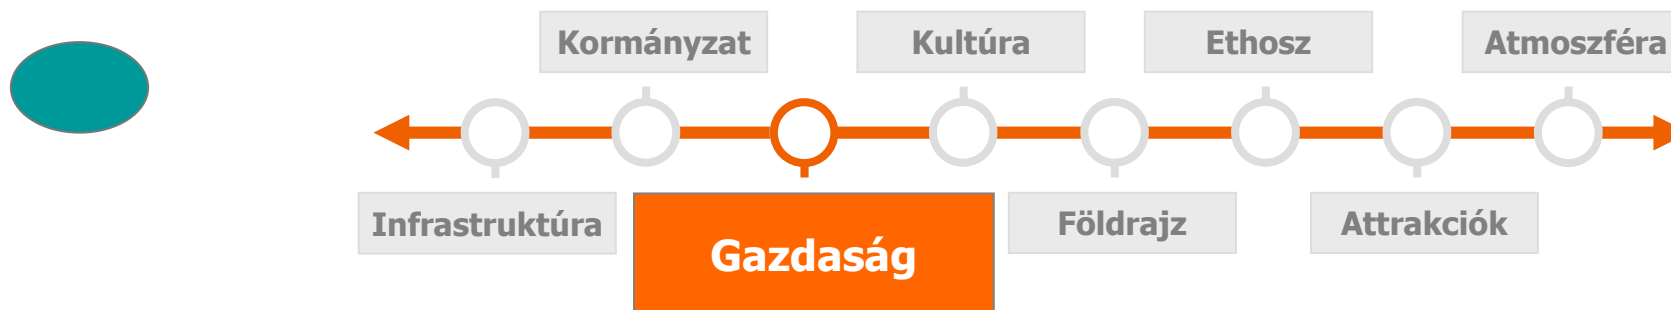 Kormányzat
Kultúra
Ethosz
Atmoszféra
Infrastruktúra
Gazdaság
Földrajz
Attrakciók